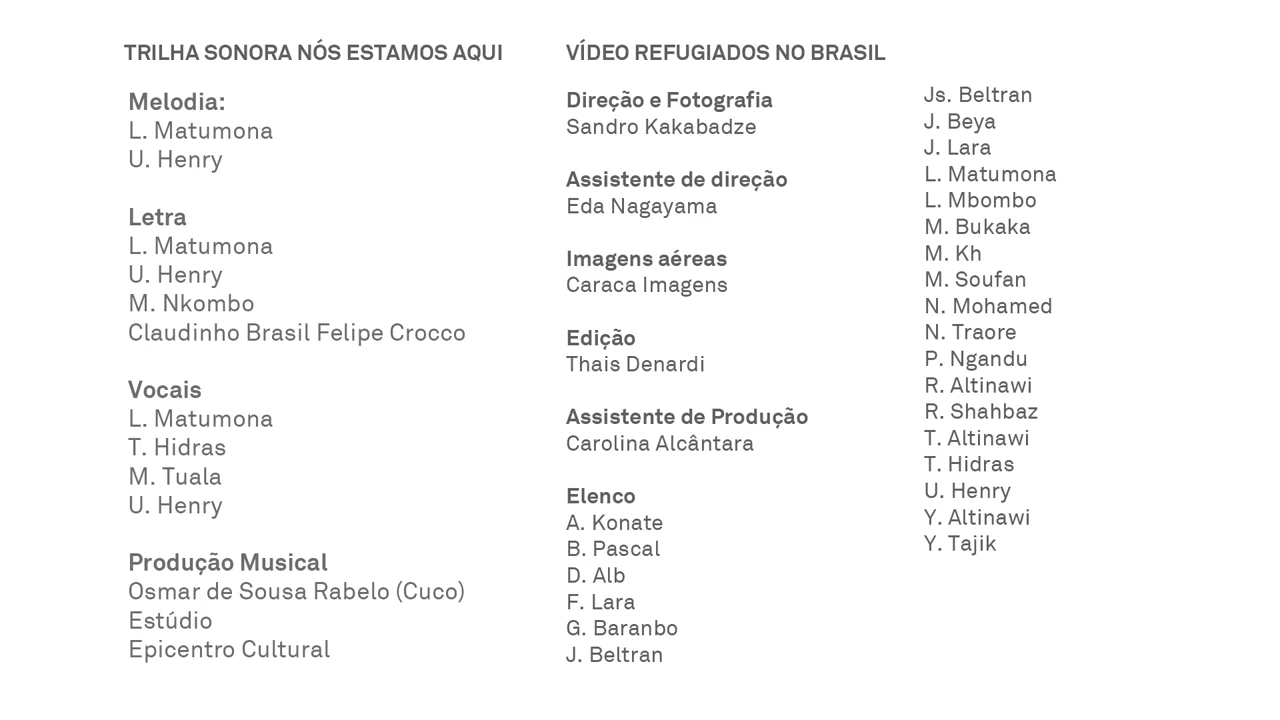 TRILHA SONORA NÓS ESTAMOS AQUI
Melodia:
L. Matumona
U. Henry
Letra
L. Matumona
U. Henry
M. Nkombo
Claudinho Brasil Felipe Crocco
Vocais
L. Matumona
T. Hidras
M. Tuala
U. Henry
Produção Musical
Osmar de Sousa Rabelo (Cuco)
Estúdio
Epicentro Cultural
VÍDEO REFUGIADOS NO BRASIL
Direção e Fotografia
Sandro Kakabadze
Assistente de direção
Eda Nagayama
Imagens aéreas
Caraca Imagens
Edição
Thais Denardi
Assistente de Produção
Carolina Alcântara
Elenco
A. Konate
B. Pascal
D. Alb
F. Lara
G. Baranbo
J. Beltran
Js. Beltran
J. Beya
J. Lara
L. Matumona
L. Mbombo
M. Bukaka
M. Kh
M. Soufan
N. Mohamed
N. Traore
P. Ngandu
R. Altinawi
R. Shahbaz
T. Altinawi
T. Hidras
U. Henry
Y. Altinawi
Y. Tajik